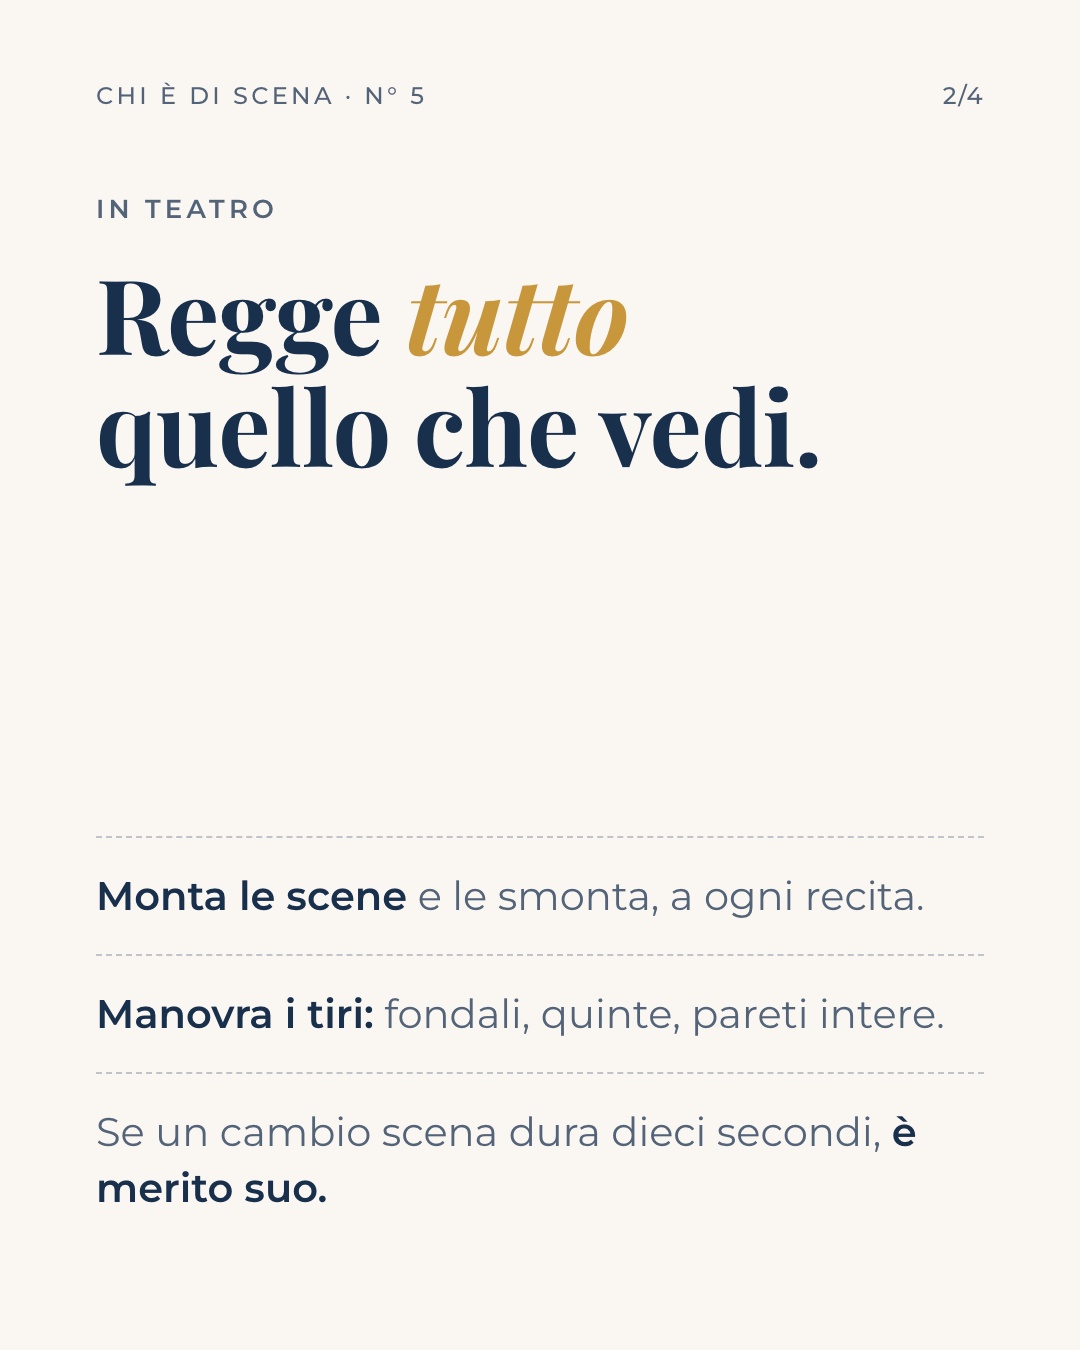 CHI È DI SCENA · N° 5
2/4
IN TEATRO
Regge tutto
quello che vedi.
Monta le scene e le smonta, a ogni recita.
Manovra i tiri: fondali, quinte, pareti intere.
Se un cambio scena dura dieci secondi, è
merito suo.